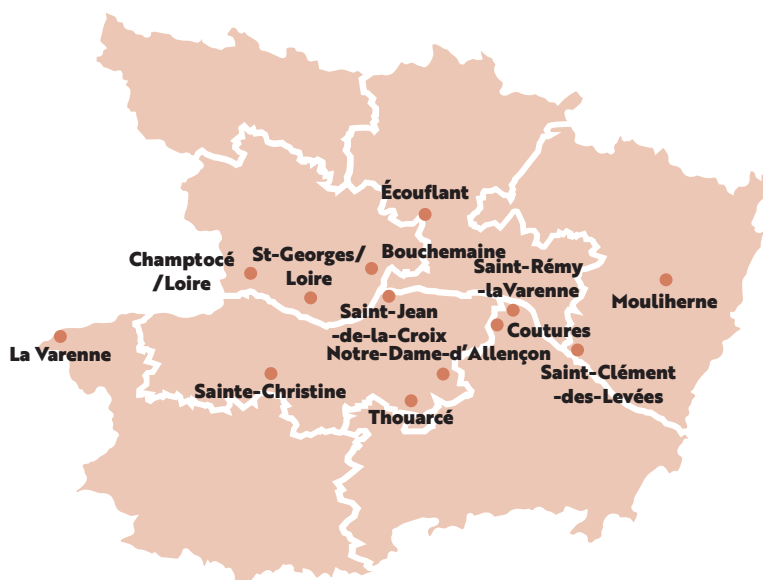 Écouflant
Champtocé
/Loire
St-Georges/
Loire
Bouchemaine
Saint-Rémy
-laVarenne
Mouliherne
Saint-Jean
-de-la-Croix
Coutures
La Varenne
Notre-Dame-d'Allençon
Saint-Clément
-des-Levées
Sainte-Christine
Thouarcé